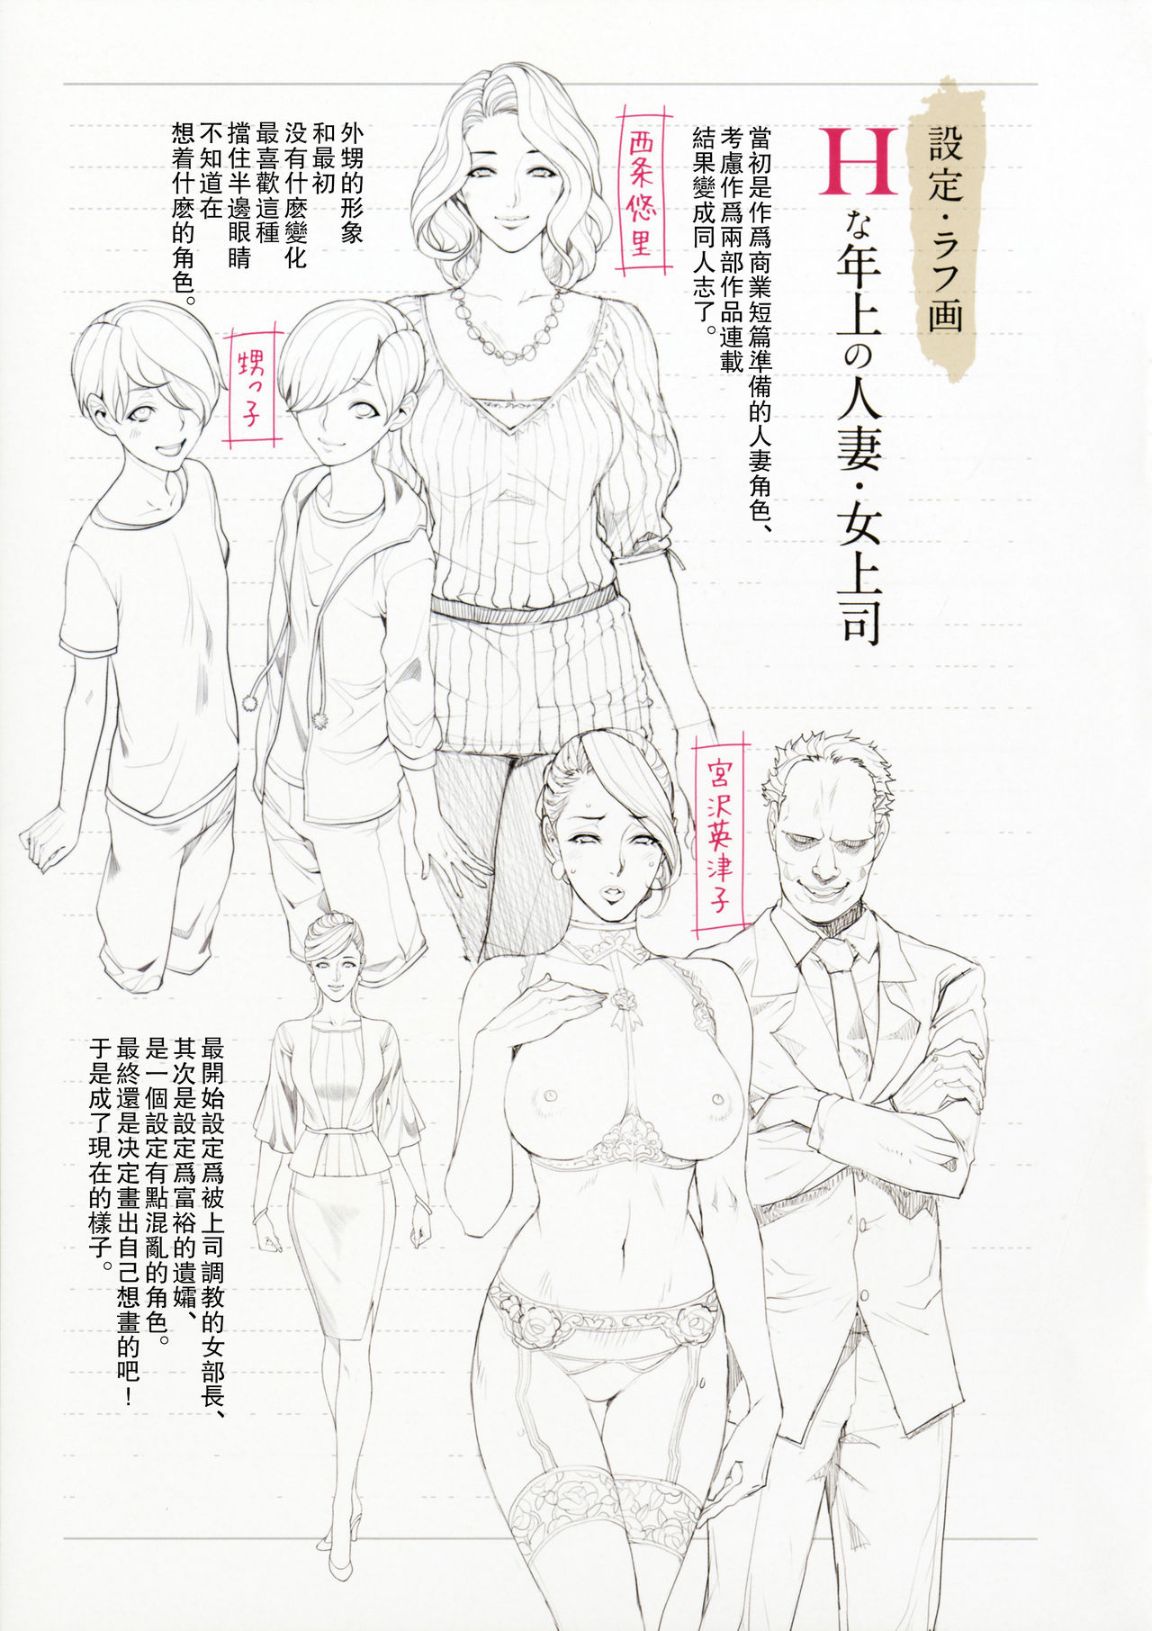 設定・ラフ画
Hな年上の人妻・女上司
當初是作爲商業短篇準備的人妻角色、
考慮作爲兩部作品連載
結果變成同人志了。
西条悠里
外甥的形象
和最初
没有什麽變化
最喜歡這種
擋住半邊眼睛
不知道在
想着什麽的角色。
甥っ子
宮沢英津子
最開始設定爲被上司調教的女部長、
其次是設定爲富裕的遺孀、
是一個設定有點混亂的角色。
最終還是决定畫出自己想畫的吧！
于是成了現在的樣子。